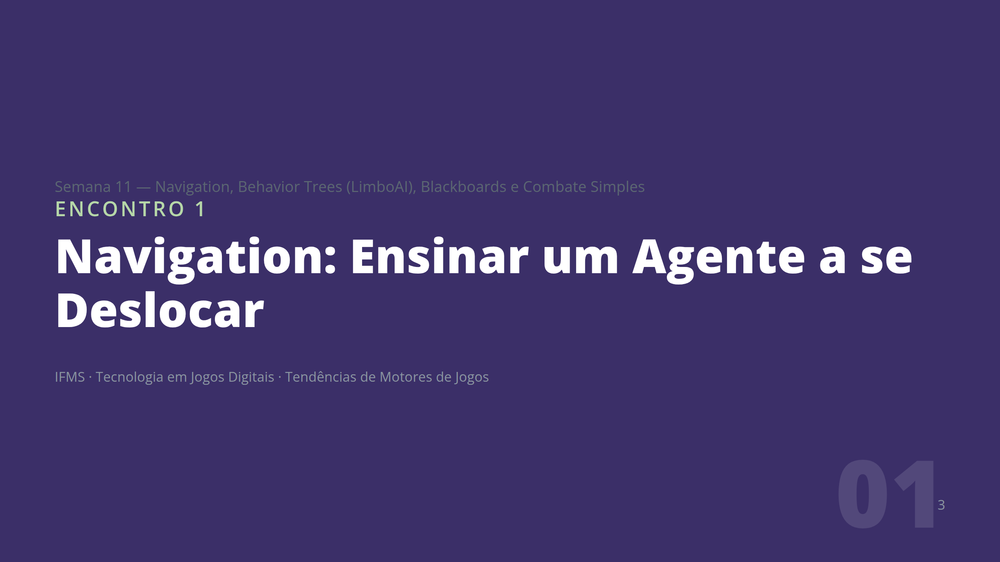 Semana 11 — Navigation, Behavior Trees (LimboAI), Blackboards e Combate Simples
ENCONTRO 1
Navigation: Ensinar um Agente a se
Deslocar
IFMS · Tecnologia em Jogos Digitais · Tendências de Motores de Jogos
01
3